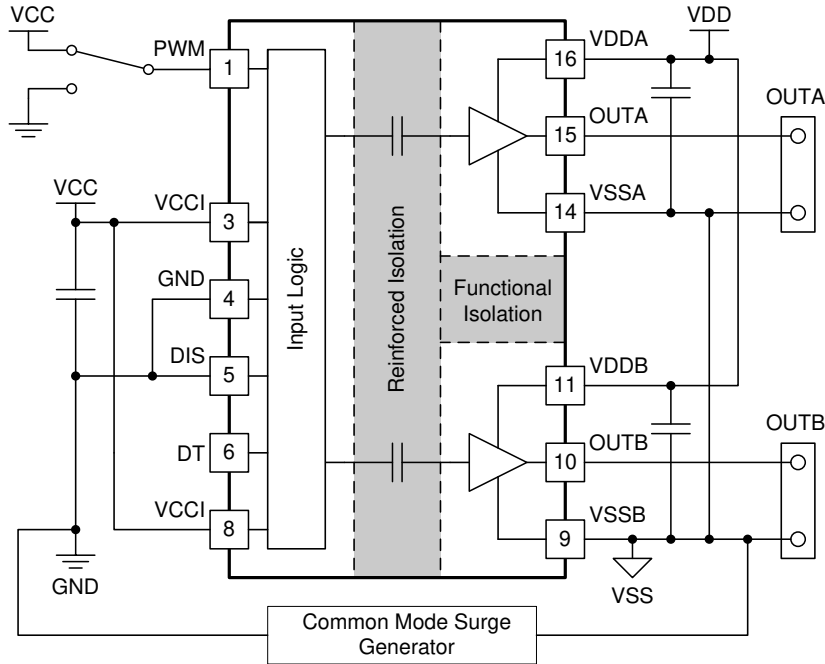 VCC
PWM
1
16
VDDA
VDD
OUTA
15
OUTA
VCC
VCCI
3
14
VSSA
GND
4
Input Logic
Reinforced Isolation
Functional
Isolation
DIS
5
11
VDDB
DT
6
10
OUTB
OUTB
VCCI
8
9
VSSB
GND
VSS
Common Mode Surge
Generator